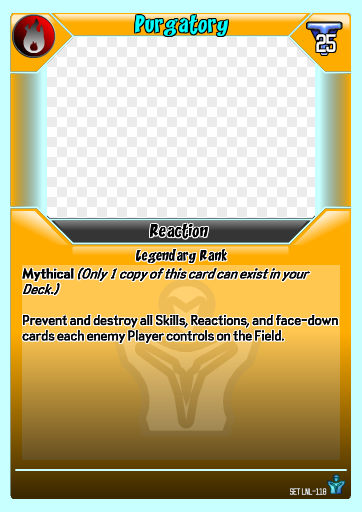 Purgatory
25
Reaction
Legendary Rank
Mythical (Only 1 copy of this card can exist in your
Deck.)
Prevent and destroy all Skills, Reactions, and face-down
cards each enemy Player controls on the Field.
SET LNL-118